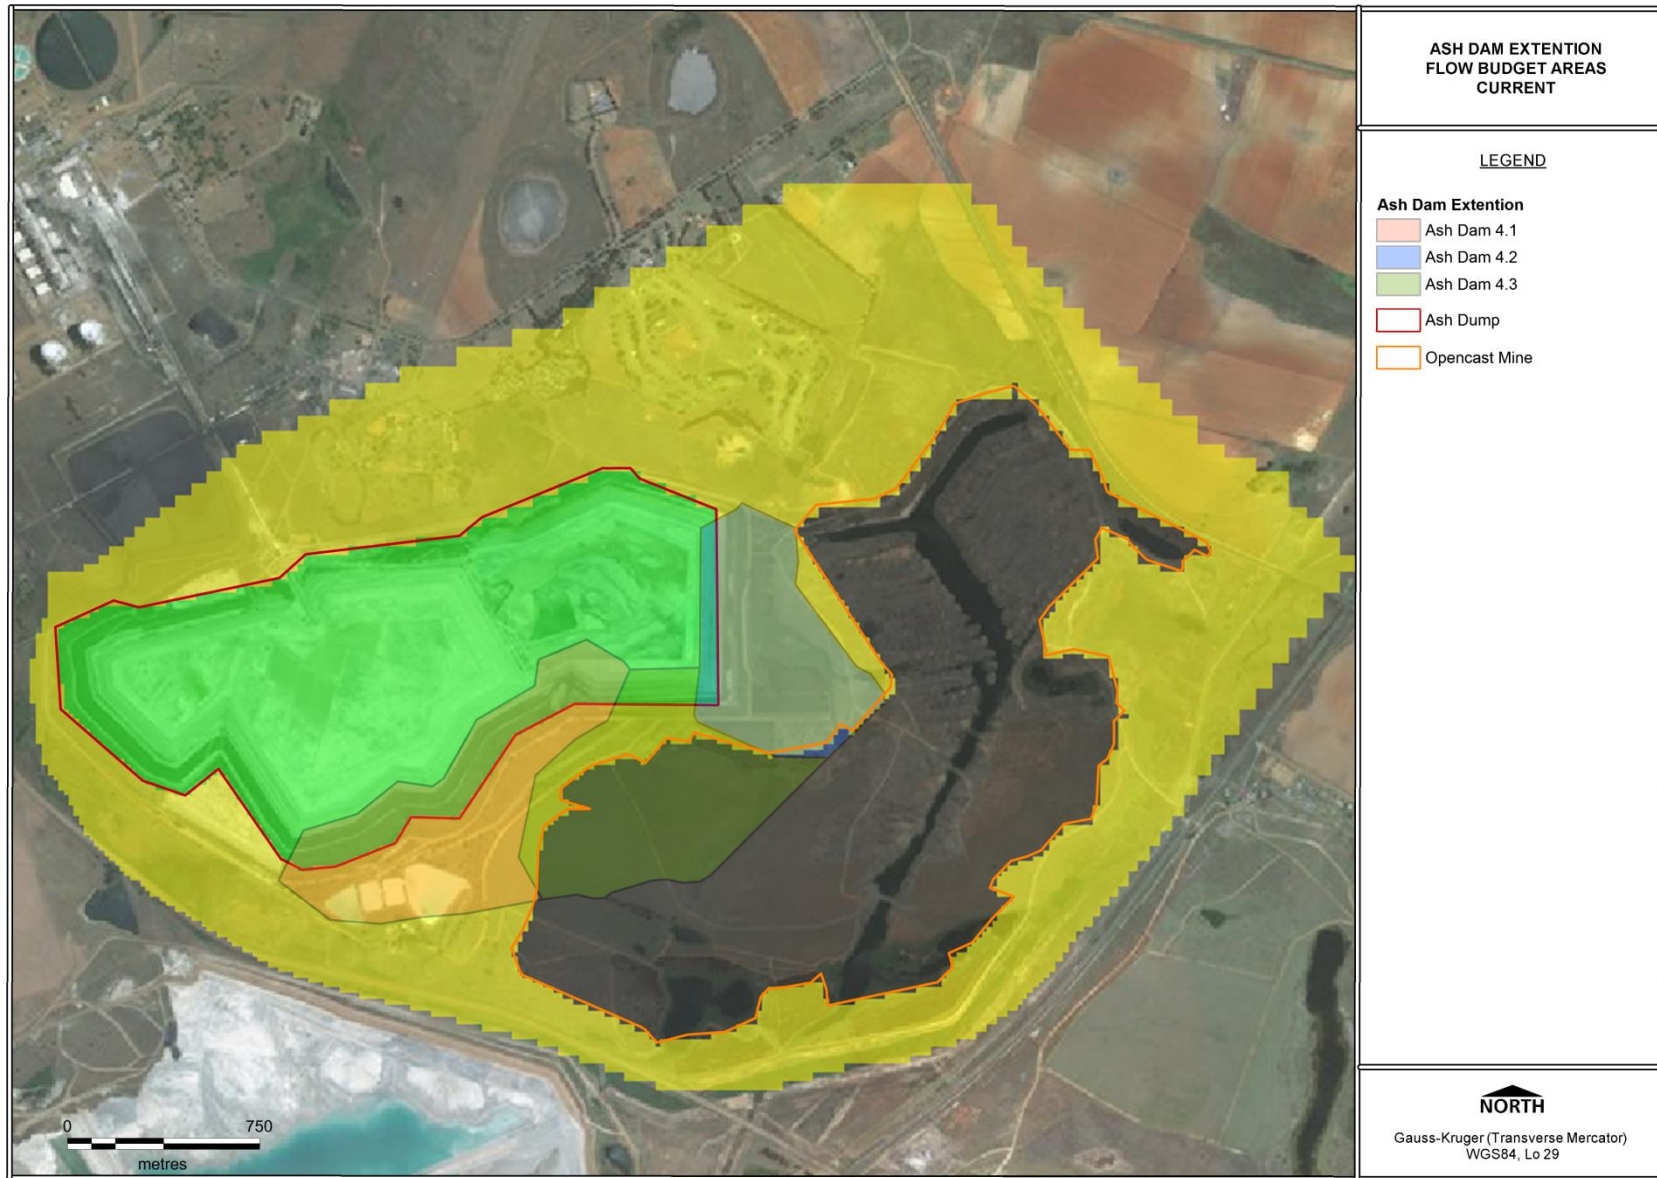 ASH DAM EXTENTION
FLOW BUDGET AREAS
CURRENT
LEGEND
Ash Dam Extention
Ash Dam 4.1
Ash Dam 4.2
Ash Dam 4.3
Ash Dump
Opencast Mine
0 750
metres
NORTH
Gauss-Kruger (Transverse Mercator)
WGS84, Lo 29